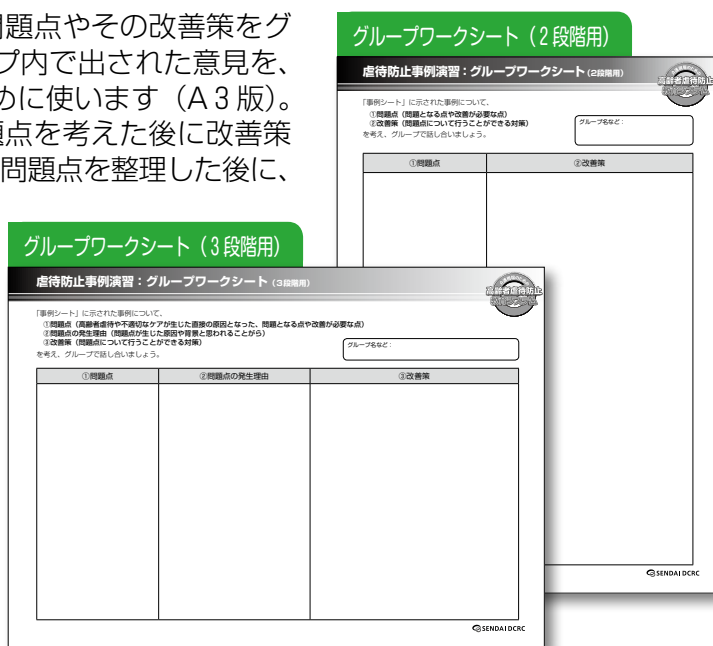 問題点やその改善策をグ
プ内で出された意見を、
めに使います（A３版）。
題点を考えた後に改善策
問題点を整理した後に、
グループワークシート（２段階用）
虐待防止事例演習：グループワークシート（2段階用）
高齢者虐待防止
「事例シート」に示された事例について、
①問題点（問題となる点や改善が必要な点）
②改善策（問題点について行うことができる対策）
を考え、グループで話し合いましょう。
グループ名など：
①問題点
②改善策
SENDAI DCRC
グループワークシート（３段階用）
虐待防止事例演習：グループワークシート（3段階用）
高齢者虐待防止
「事例シート」に示された事例について、
①問題点（高齢者虐待や不適切なケアが生じた直接の原因となった、問題となる点や改善が必要な点）
②問題点の発生理由（問題点が生じた原因や背景と思われることがら）
③改善策（問題点について行うことができる対策）
を考え、グループで話し合いましょう。
グループ名など：
①問題点
②問題点の発生理由
③改善策
SENDAI DCRC